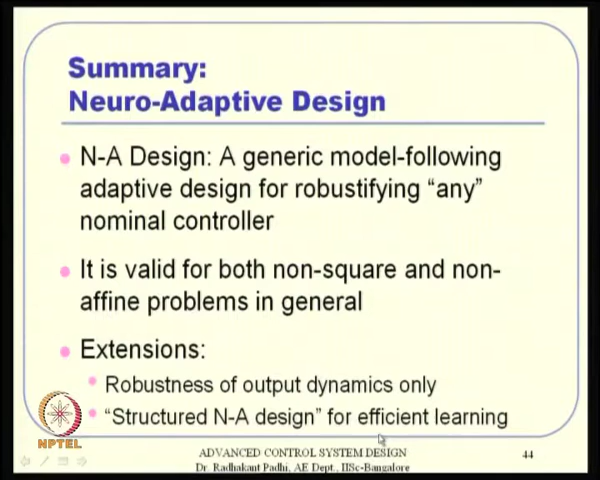 Summary:
Neuro-Adaptive Design
N-A Design: A generic model-following
adaptive design for robustifying "any"
nominal controller
It is valid for both non-square and non-
affine problems in general
Extensions:
Robustness of output dynamics only
"Structured N-A design" for efficient learning
NPTEL
ADVANCED CONTROL SYSTEM DESIGN
Dr. Radhakant Padhi, AE Dept., IISc-Bangalore
44